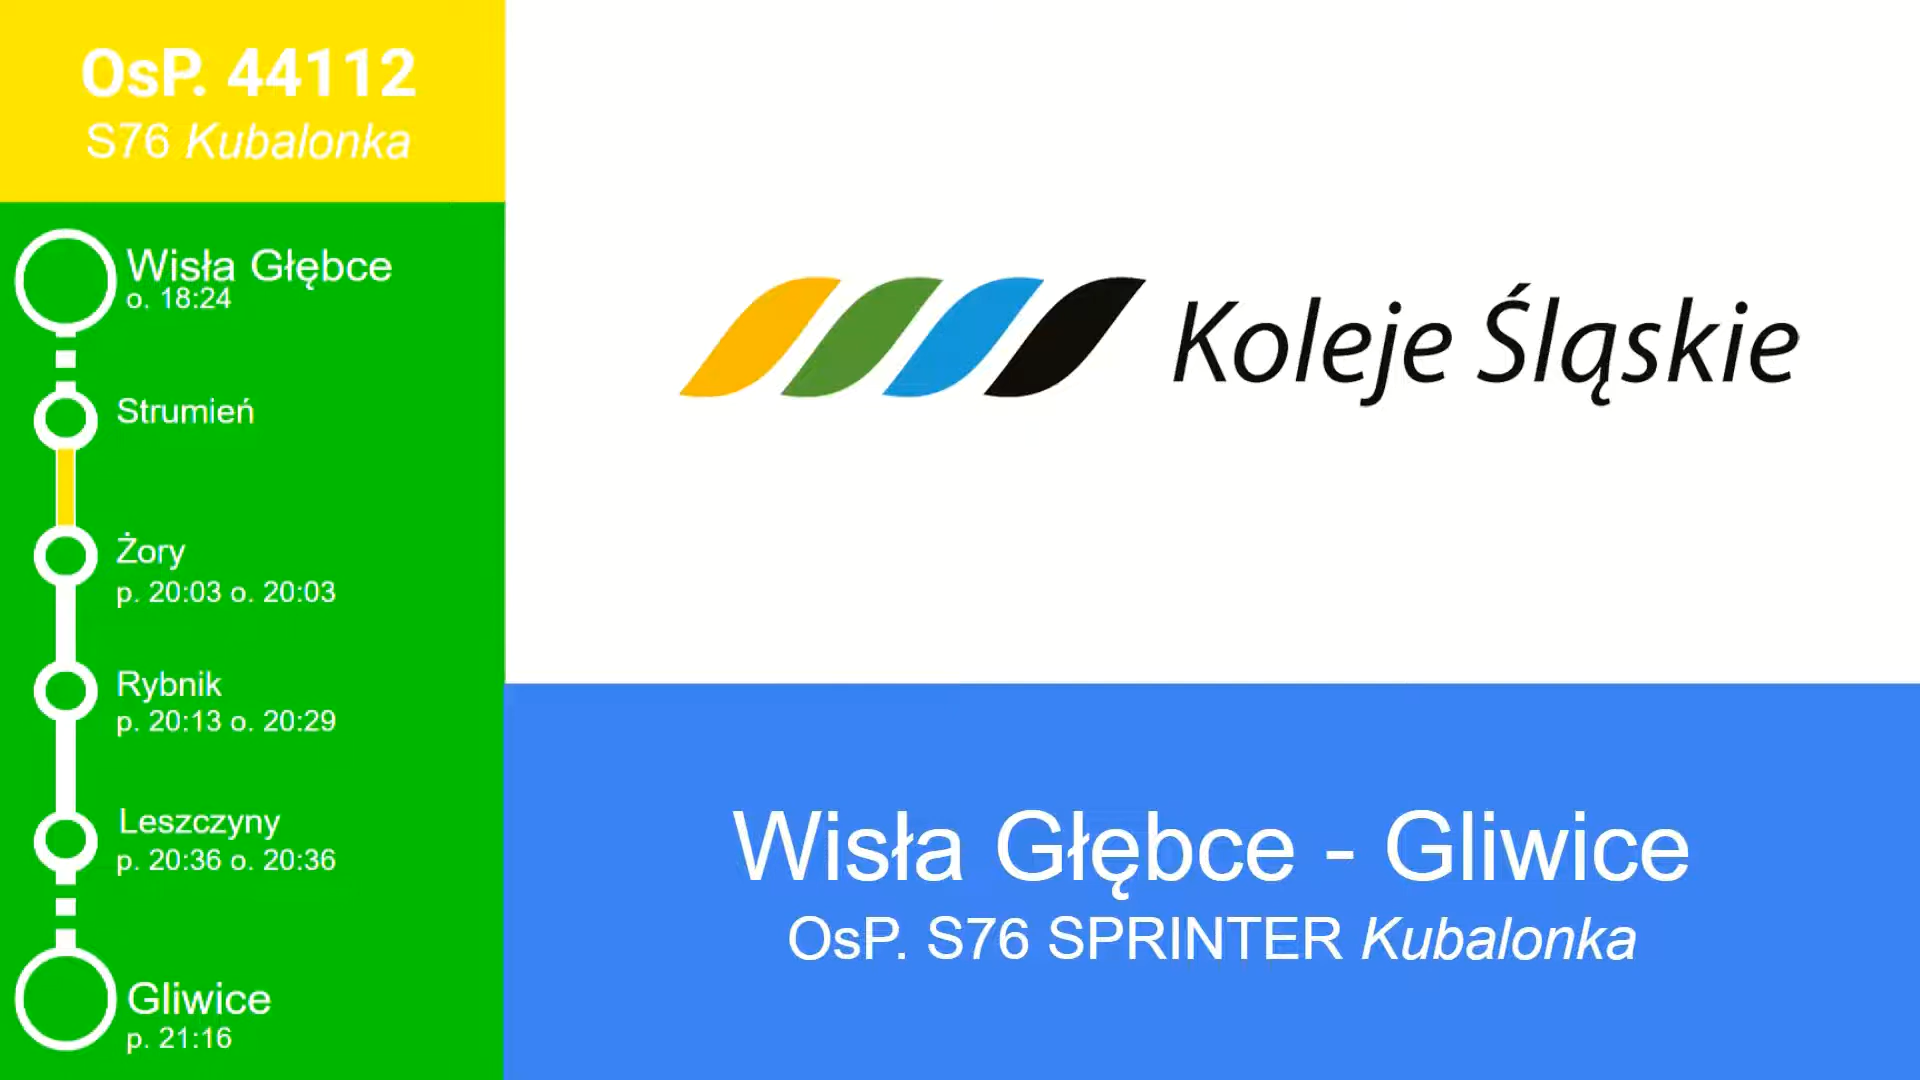 OsP. 44112
S76 Kubalonka
Wisła Głębce
o. 18:24
Strumień
Żory
p. 20:03 o. 20:03
Rybnik
p. 20:13 o. 20:29
Leszczyny
p. 20:36 o. 20:36
Gliwice
p. 21:16
Koleje Śląskie
Wisła Głębce - Gliwice
OsP. S76 SPRINTER Kubalonka